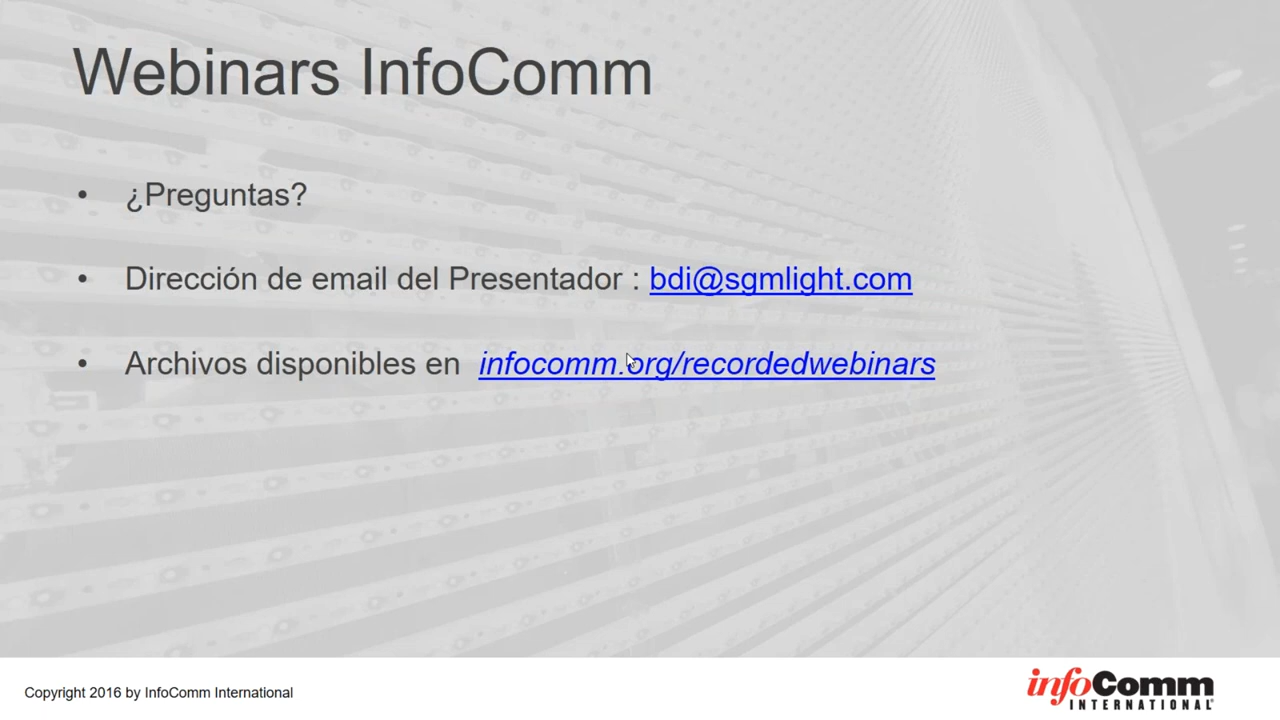 Webinars InfoComm
• ¿Preguntas?
• Dirección de email del Presentador : bdi@sgmlight.com
• Archivos disponibles en infocomm.org/recordedwebinars
Copyright 2016 by InfoComm International
infoComm
INTERNATIONAL®